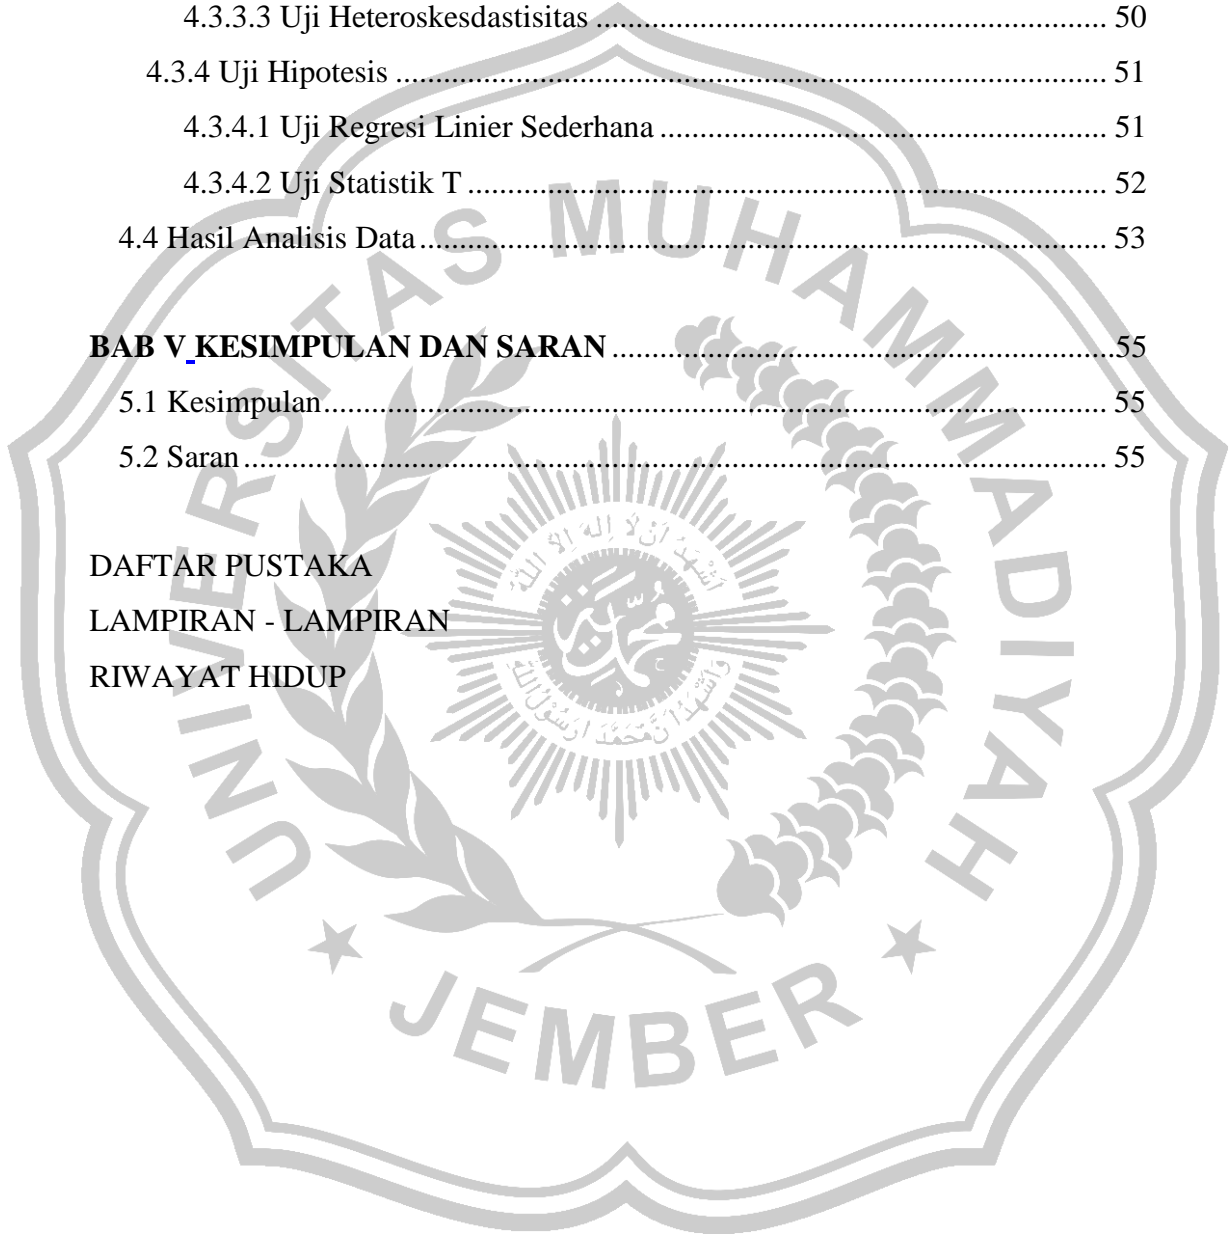 4.3.3.3 Uji Heteroskesdastisitas ................................................................ 50
4.3.4 Uji Hipotesis ......................................................................................... 51
4.3.4.1 Uji Regresi Linier Sederhana ........................................................ 51
4.3.4.2 Uji Statistik T ................................................................................ 52
4.4 Hasil Analisis Data ...................................................................................... 53
BAB V KESIMPULAN DAN SARAN ...............................................................55
5.1 Kesimpulan .................................................................................................. 55
5.2 Saran ............................................................................................................ 55
DAFTAR PUSTAKA
LAMPIRAN - LAMPIRAN
RIWAYAT HIDUP
UNIVERSITAS MUHAMMADIYAH
JEMBER